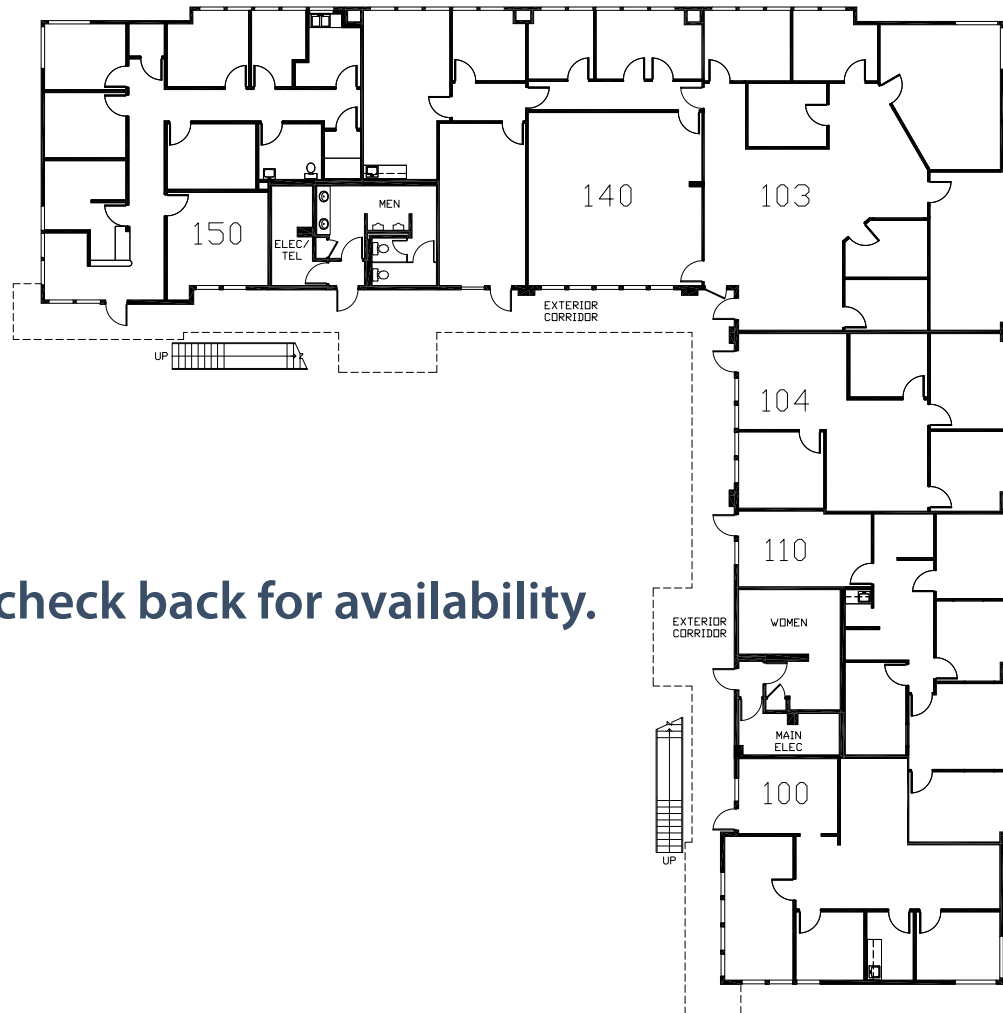 MEN
140
103
150
ELEC/
TEL
EXTERIOR
CORRIDOR
UP
104
110
check back for availability.
EXTERIOR
CORRIDOR
WOMEN
MAIN
ELEC
100
UP